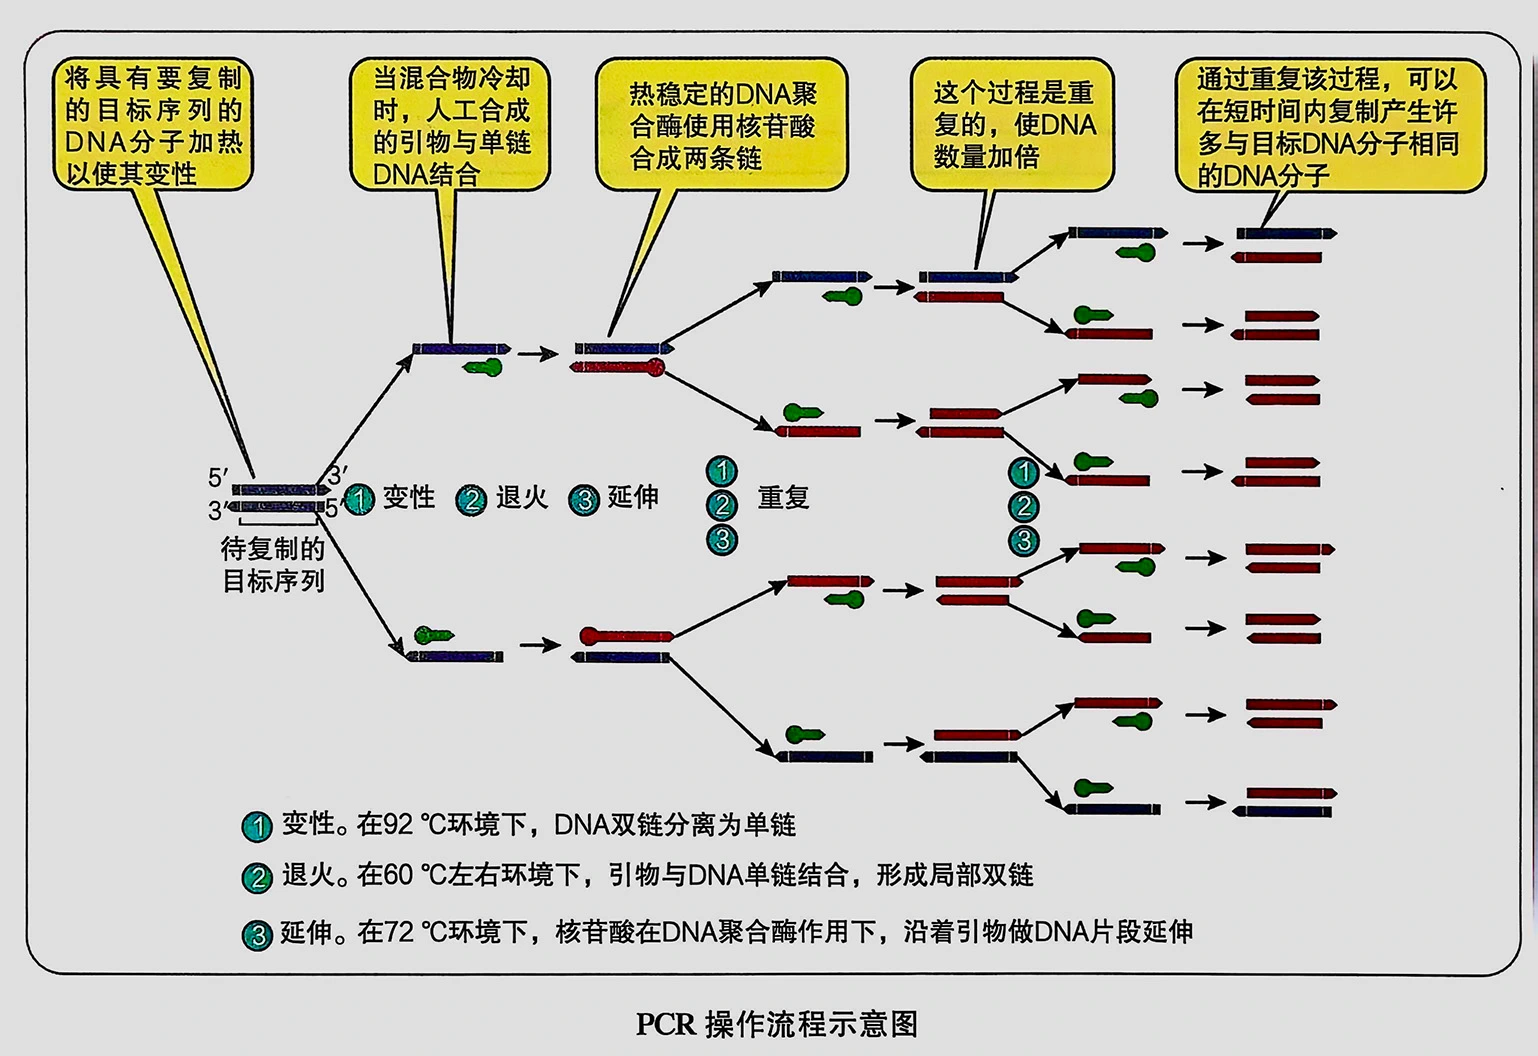 将具有要复制
的目标序列的
DNA分子加热
以使其变性
当混合物冷却
时，人工合成
的引物与单链
DNA结合
热稳定的DNA聚
合酶使用核苷酸
合成两条链
这个过程是重
复的，使DNA
数量加倍
通过重复该过程，可以
在短时间内复制产生许
多与目标DNA分子相同
的DNA分子
5′ 3′
3′ 5′
待复制的
目标序列
1 变性 2 退火 3 延伸
1
2 重复
3
1
2
3
1 变性。在92 ℃环境下，DNA双链分离为单链
2 退火。在60 ℃左右环境下，引物与DNA单链结合，形成局部双链
3 延伸。在72 ℃环境下，核苷酸在DNA聚合酶作用下，沿着引物做DNA片段延伸
PCR 操作流程示意图